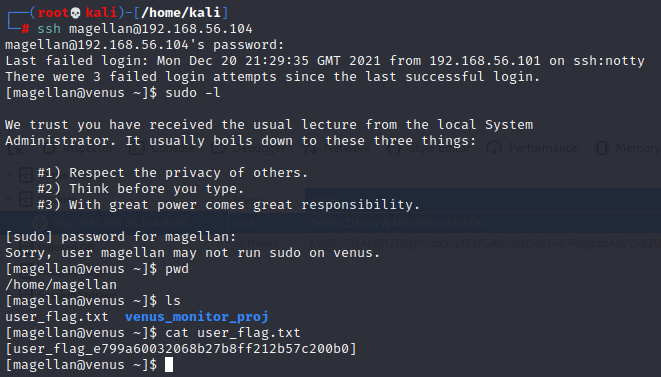 ┌──(root💀kali)-[/home/kali]
└─# ssh magellan@192.168.56.104
magellan@192.168.56.104's password:
Last failed login: Mon Dec 20 21:29:35 GMT 2021 from 192.168.56.101 on ssh:notty
There were 3 failed login attempts since the last successful login.
[magellan@venus ~]$ sudo -l

We trust you have received the usual lecture from the local System
Administrator. It usually boils down to these three things:

    #1) Respect the privacy of others.
    #2) Think before you type.
    #3) With great power comes great responsibility.

[sudo] password for magellan:
Sorry, user magellan may not run sudo on venus.
[magellan@venus ~]$ pwd
/home/magellan
[magellan@venus ~]$ ls
user_flag.txt  venus_monitor_proj
[magellan@venus ~]$ cat user_flag.txt
[user_flag_e799a60032068b27b8ff212b57c200b0]
[magellan@venus ~]$